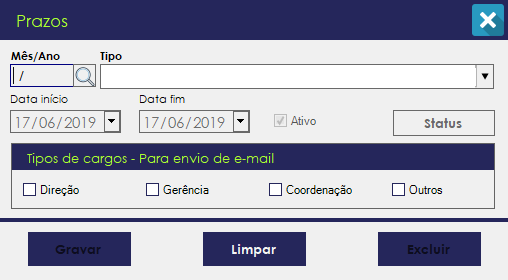 Prazos
Mês/Ano Tipo
/
Data início Data fim
17/06/2019 17/06/2019 Ativo Status
Tipos de cargos - Para envio de e-mail
Direção Gerência Coordenação Outros
Gravar Limpar Excluir